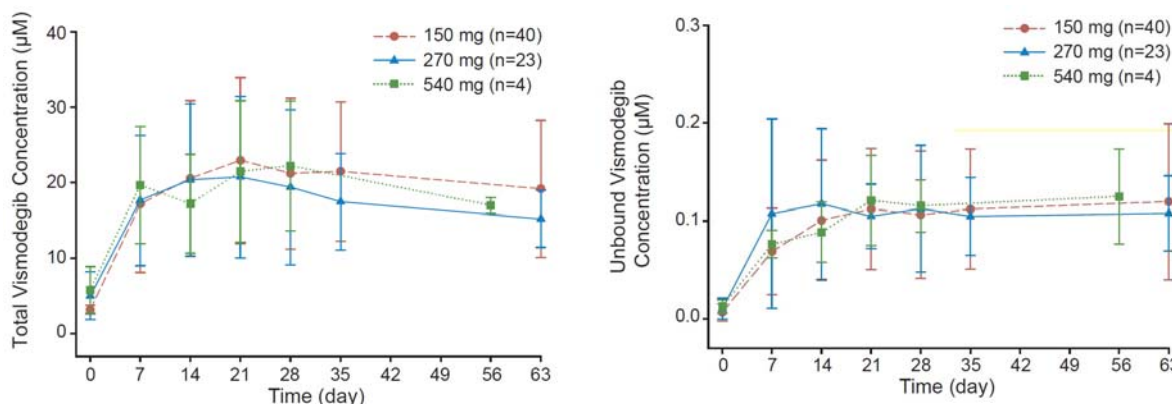 Total Vismodegib Concentration (µM)
40
30
20
10
0
150 mg (n=40)
270 mg (n=23)
540 mg (n=4)
0 7 14 21 28 35 42 49 56 63
Time (day)
Unbound Vismodegib
Concentration (µM)
0.3
0.2
0.1
0.0
150 mg (n=40)
270 mg (n=23)
540 mg (n=4)
0 7 14 21 28 35 42 49 56 63
Time (day)